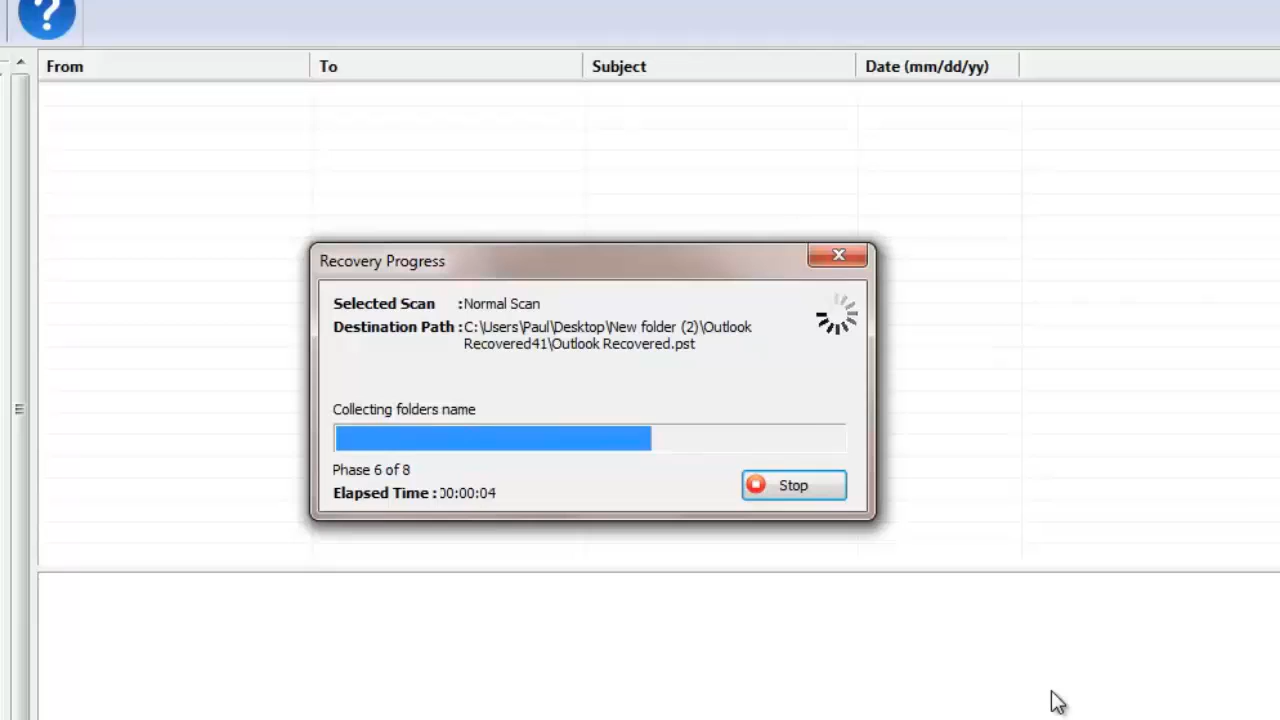 ?
From To Subject Date (mm/dd/yy)
Recovery Progress
Selected Scan :Normal Scan
Destination Path :C:\Users\Paul\Desktop\New folder (2)\Outlook
Recovered41\Outlook Recovered.pst
Collecting folders name
Phase 6 of 8
Stop
Elapsed Time : 00:00:04